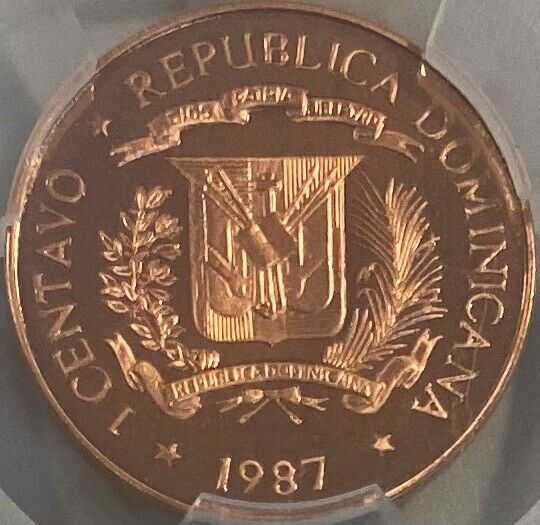 REPUBLICA DOMINICANA
DIOS PATRIA LIBERTAD
1 CENTAVO
REPUBLICA DOMINICANA
1987